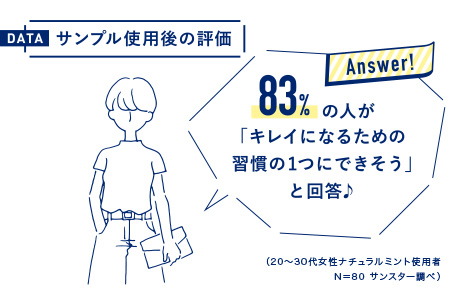 DATA サンプル使用後の評価
Answer!
83%の人が
「キレイになるための
習慣の1つにできそう」
と回答♪
(20〜30代女性ナチュラルミント使用者
N=80 サンスター調べ)